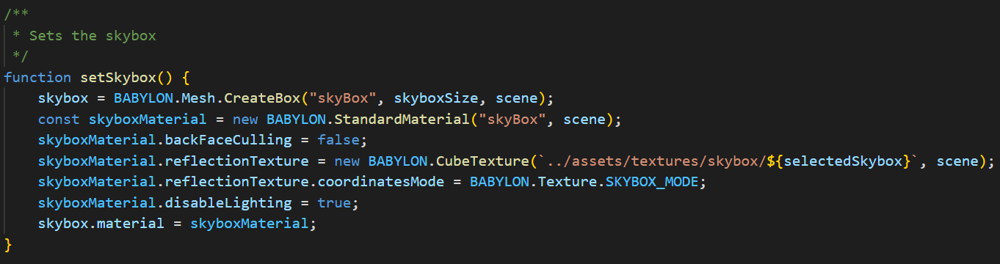 /**
 * Sets the skybox
 */
function setSkybox() {
    skybox = BABYLON.Mesh.CreateBox("skyBox", skyboxSize, scene);
    const skyboxMaterial = new BABYLON.StandardMaterial("skyBox", scene);
    skyboxMaterial.backFaceCulling = false;
    skyboxMaterial.reflectionTexture = new BABYLON.CubeTexture(`../assets/textures/skybox/${selectedSkybox}`, scene);
    skyboxMaterial.reflectionTexture.coordinatesMode = BABYLON.Texture.SKYBOX_MODE;
    skyboxMaterial.disableLighting = true;
    skybox.material = skyboxMaterial;
}